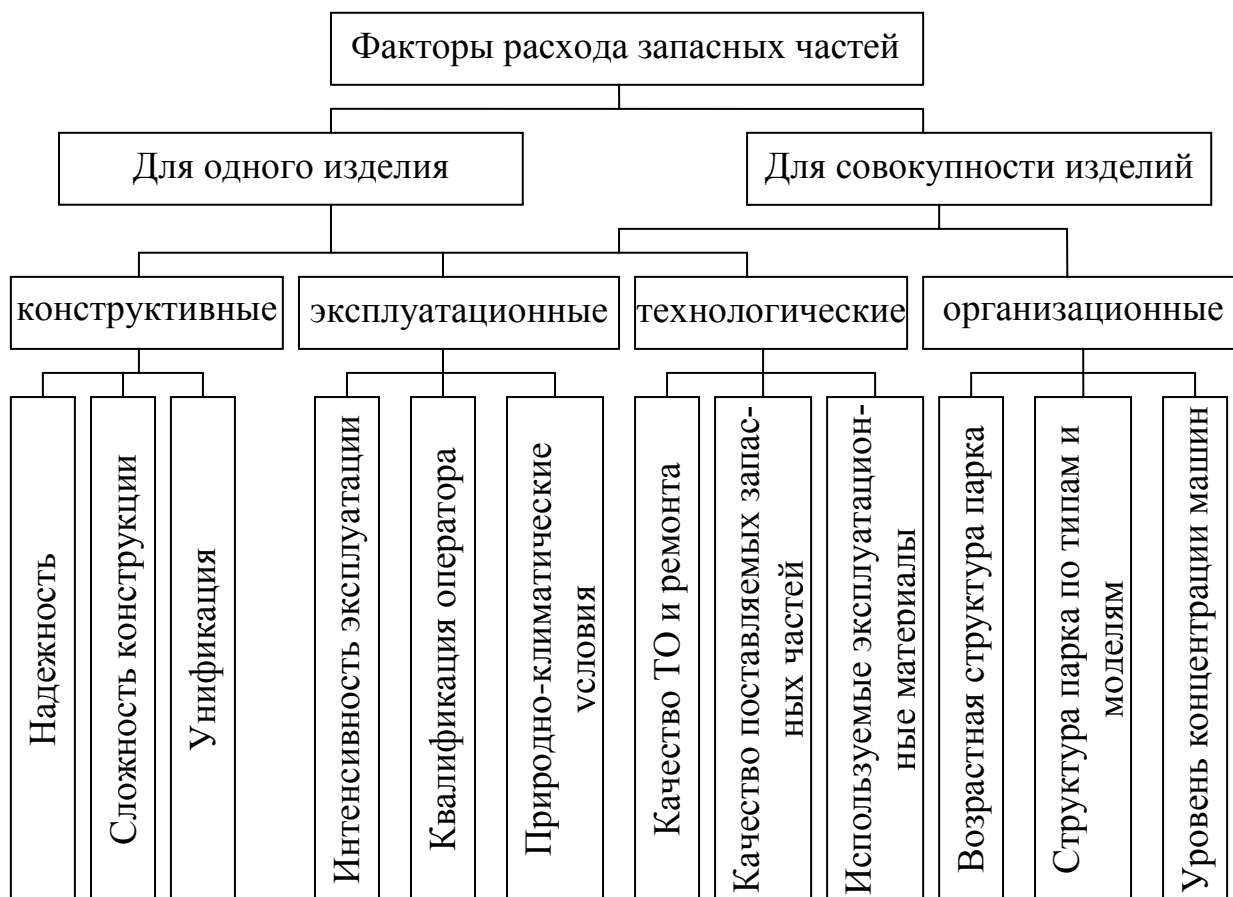 Факторы расхода запасных частей
Для одного изделия
Для совокупности изделий
конструктивные
эксплуатационные
технологические
организационные
Надежность
Сложность конструкции
Унификация
Интенсивность эксплуатации
Квалификация оператора
Природно-климатические
условия
Качество ТО и ремонта
Качество поставляемых запас-
ных частей
Используемые эксплуатацион-
ные материалы
Возрастная структура парка
Структура парка по типам и
моделям
Уровень концентрации машин